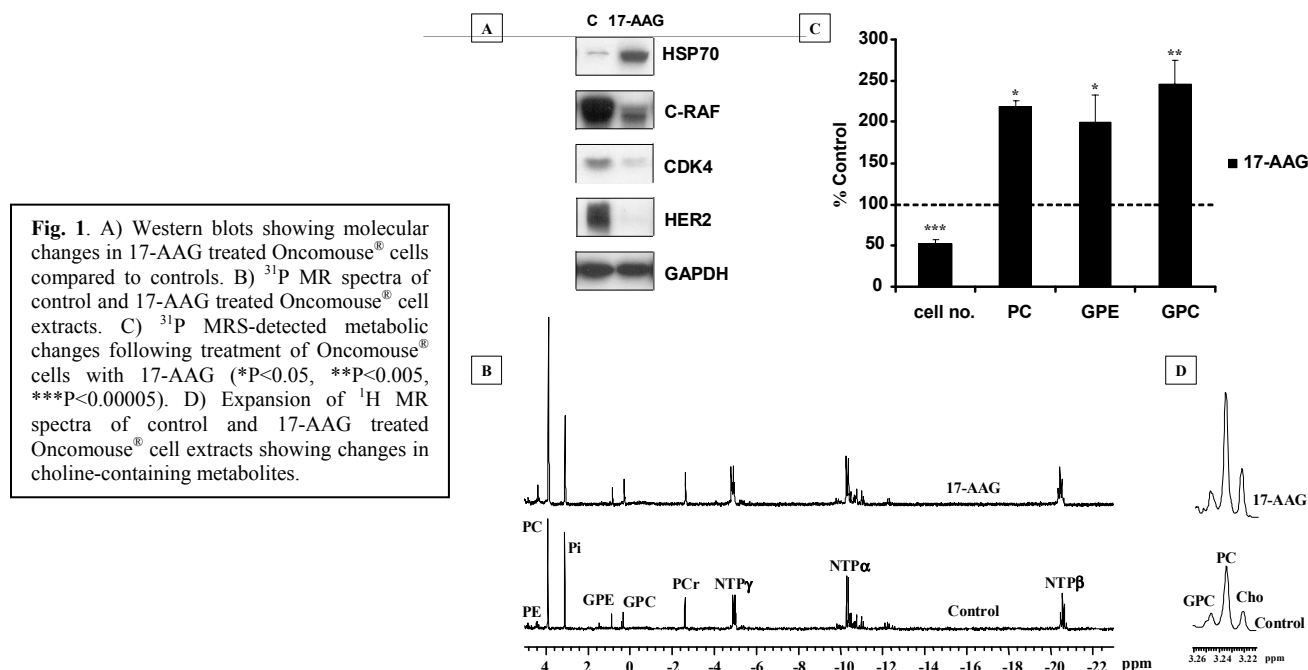 Fig. 1. A) Western blots showing molecular
changes in 17-AAG treated Oncomouse® cells
compared to controls. B) ³¹P MR spectra of
control and 17-AAG treated Oncomouse® cell
extracts. C) ³¹P MRS-detected metabolic
changes following treatment of Oncomouse®
cells with 17-AAG (*P<0.05, **P<0.005,
***P<0.00005). D) Expansion of ¹H MR
spectra of control and 17-AAG treated
Oncomouse® cell extracts showing changes in
choline-containing metabolites.
A
C 17-AAG
HSP70
C-RAF
CDK4
HER2
GAPDH
C
% Control
300
250
200
150
100
50
0
***
*
*
**
cell no. PC GPE GPC
17-AAG
B
17-AAG
PC
Pi
PE
GPE
GPC
PCr
NTPγ
NTPα
NTPβ
Control
4 2 0 -2 -4 -6 -8 -10 -12 -14 -16 -18 -20 -22 ppm
D
17-AAG
PC
GPC
Cho
Control
3.26 3.24 3.22 ppm